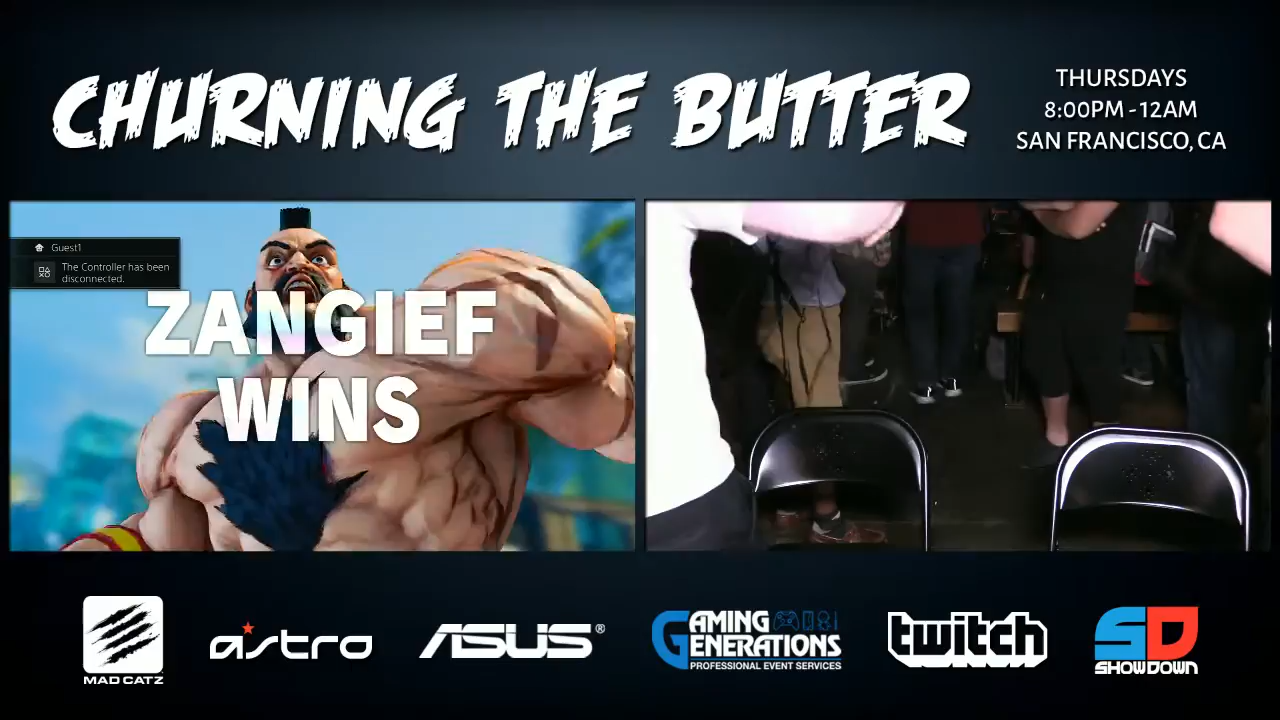 CHURNING THE BUTTER
THURSDAYS
8:00PM - 12AM
SAN FRANCISCO, CA
Guest1
The Controller has been
disconnected.
ZANGIEF
WINS
MAD CATZ
astro
ASUS®
GAMING
GENERATIONS
PROFESSIONAL EVENT SERVICES
twitch
SD
SHOWDOWN